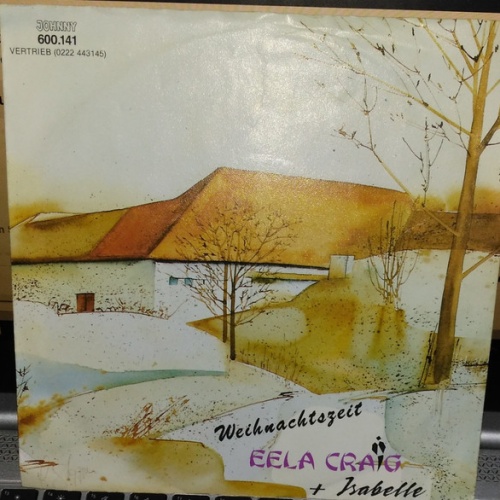 JOHNNY
600.141
VERTRIEB (0222 443145)
Weihnachtszeit
EELA CRAIG
+ Isabelle